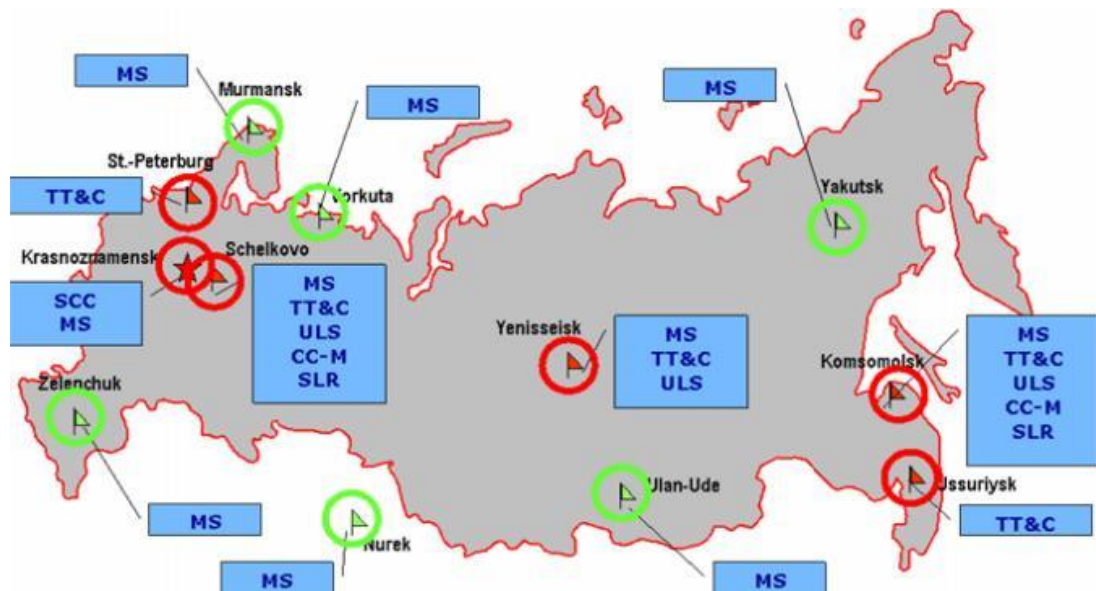 MS
Murmansk
MS
MS
St.-Peterburg
TT&C
Vorkuta
Yakutsk
Krasnoznamensk
Schelkovo
SCC
MS
MS
TT&C
ULS
CC-M
SLR
Yenisseisk
MS
TT&C
ULS
Komsomolsk
MS
TT&C
ULS
CC-M
SLR
Zelenchuk
MS
Nurek
MS
Ulan-Ude
MS
Ussuriysk
TT&C